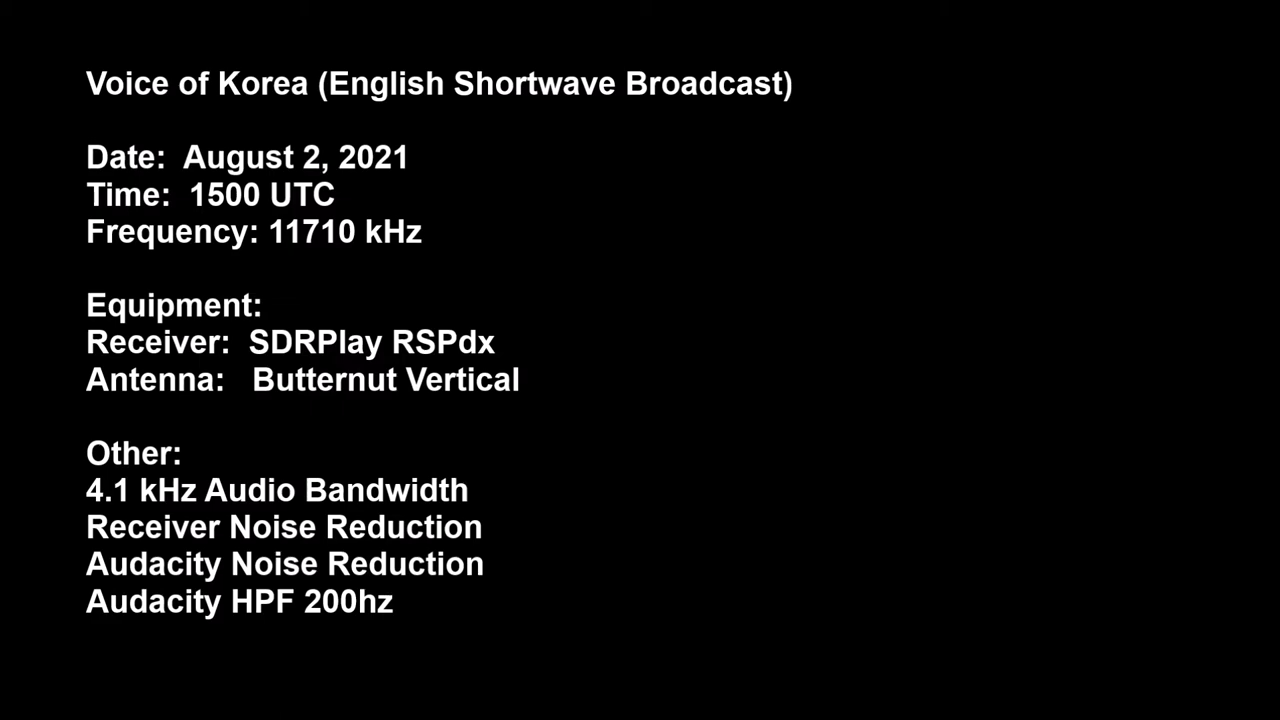 Voice of Korea (English Shortwave Broadcast)
Date:  August 2, 2021
Time:  1500 UTC
Frequency: 11710 kHz
Equipment:
Receiver:  SDRPlay RSPdx
Antenna:   Butternut Vertical
Other:
4.1 kHz Audio Bandwidth
Receiver Noise Reduction
Audacity Noise Reduction
Audacity HPF 200hz